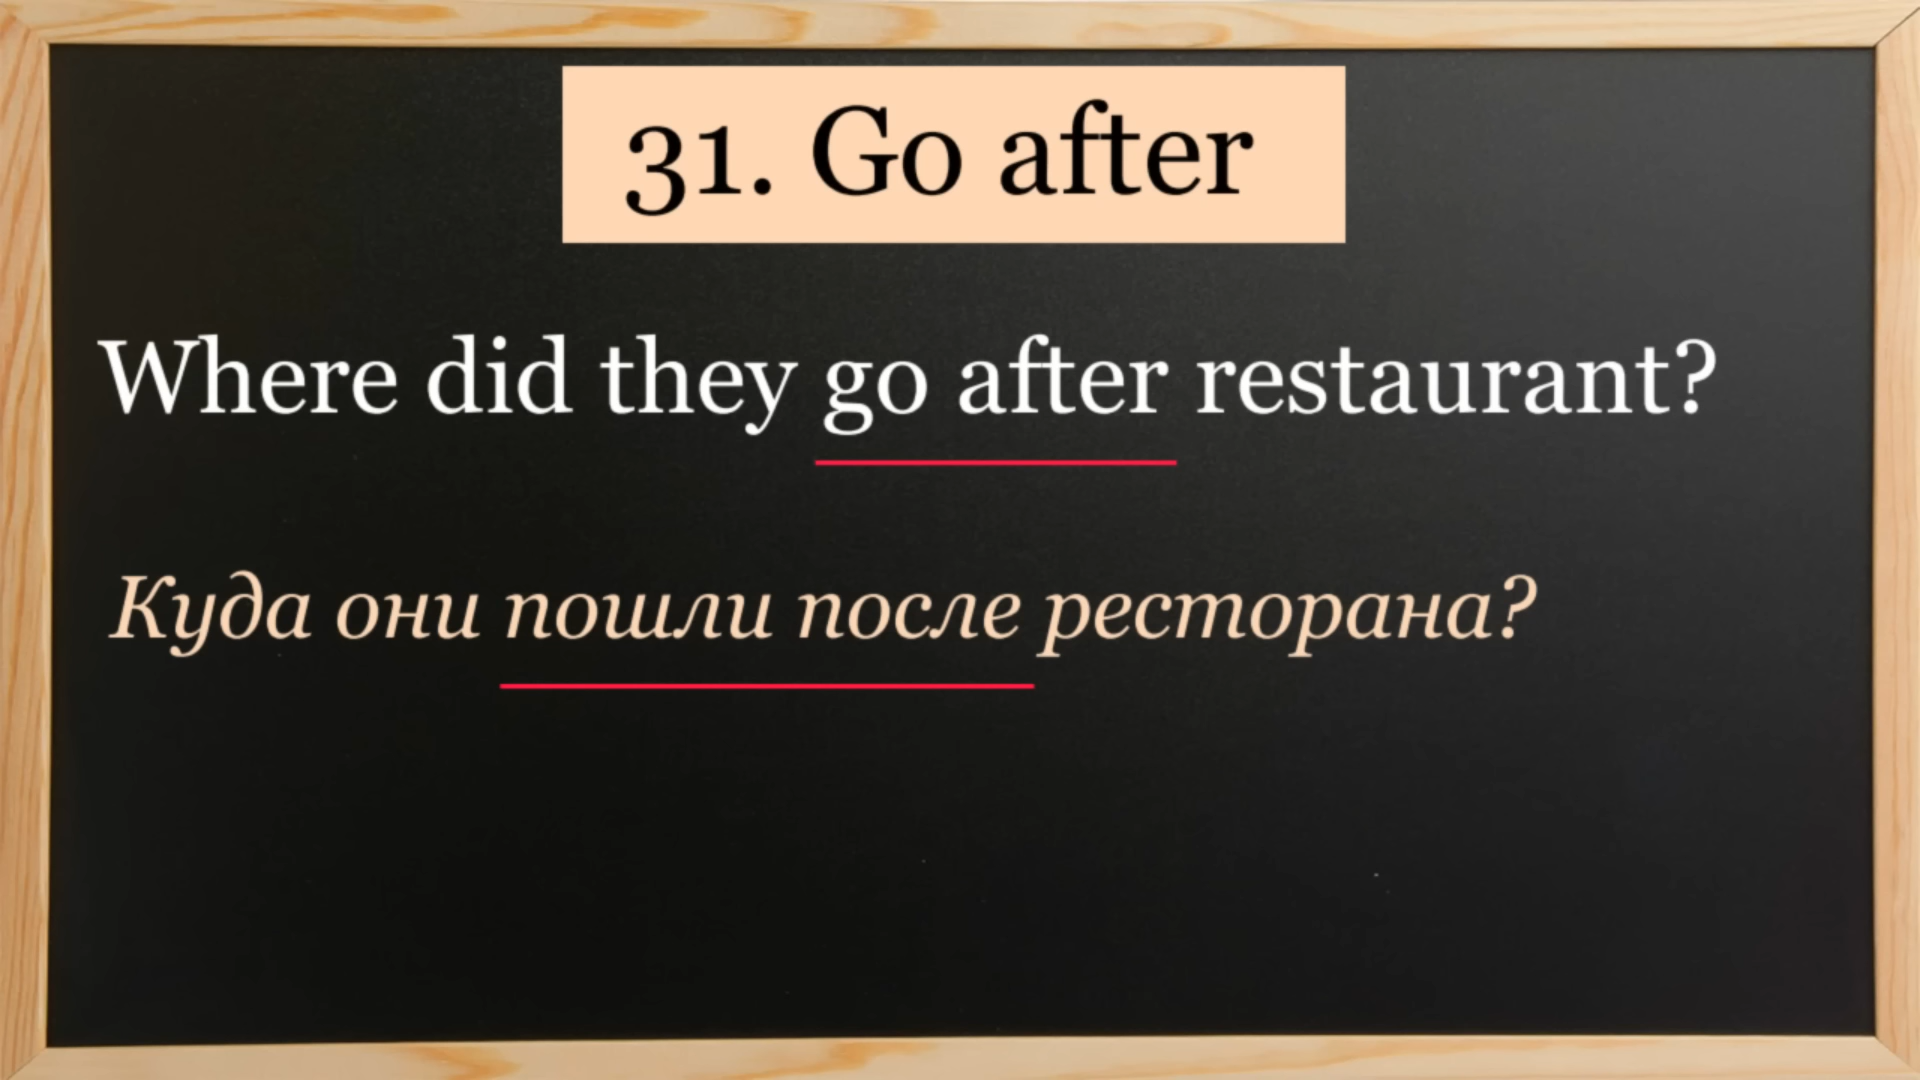 31. Go after
Where did they go after restaurant?
Куда они пошли после ресторана?